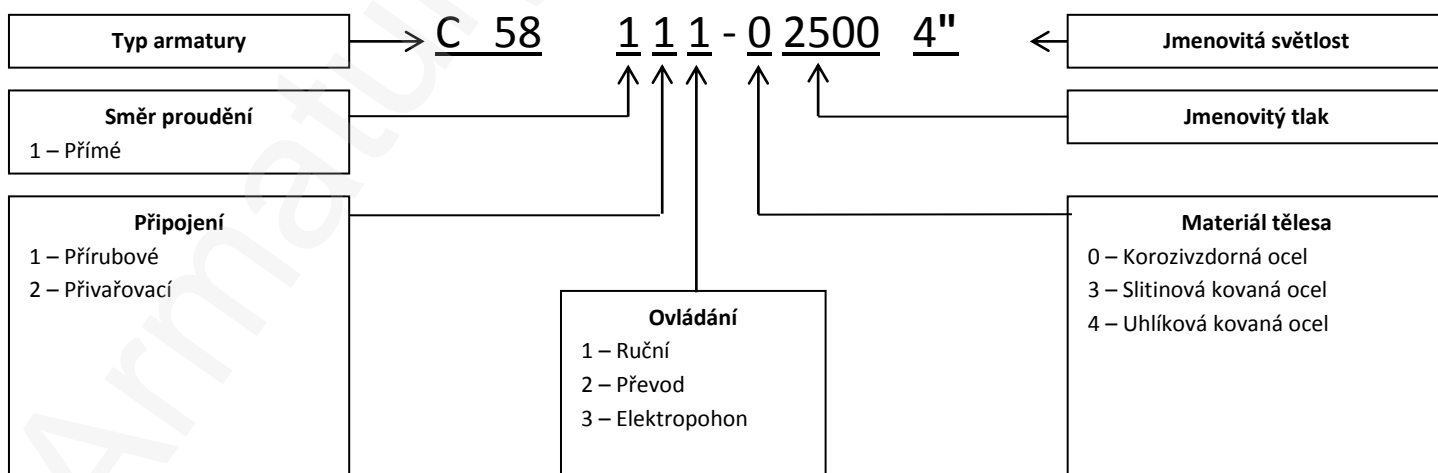 Typ armatury
C 58 1 1 1 - 0 2500 4"
Jmenovitá světlost
Směr proudění
1 – Přímé
Jmenovitý tlak
Připojení
1 – Přírubové
2 – Přivařovací
Materiál tělesa
0 – Korozivzdorná ocel
3 – Slitinová kovaná ocel
4 – Uhlíková kovaná ocel
Ovládání
1 – Ruční
2 – Převod
3 – Elektropohon